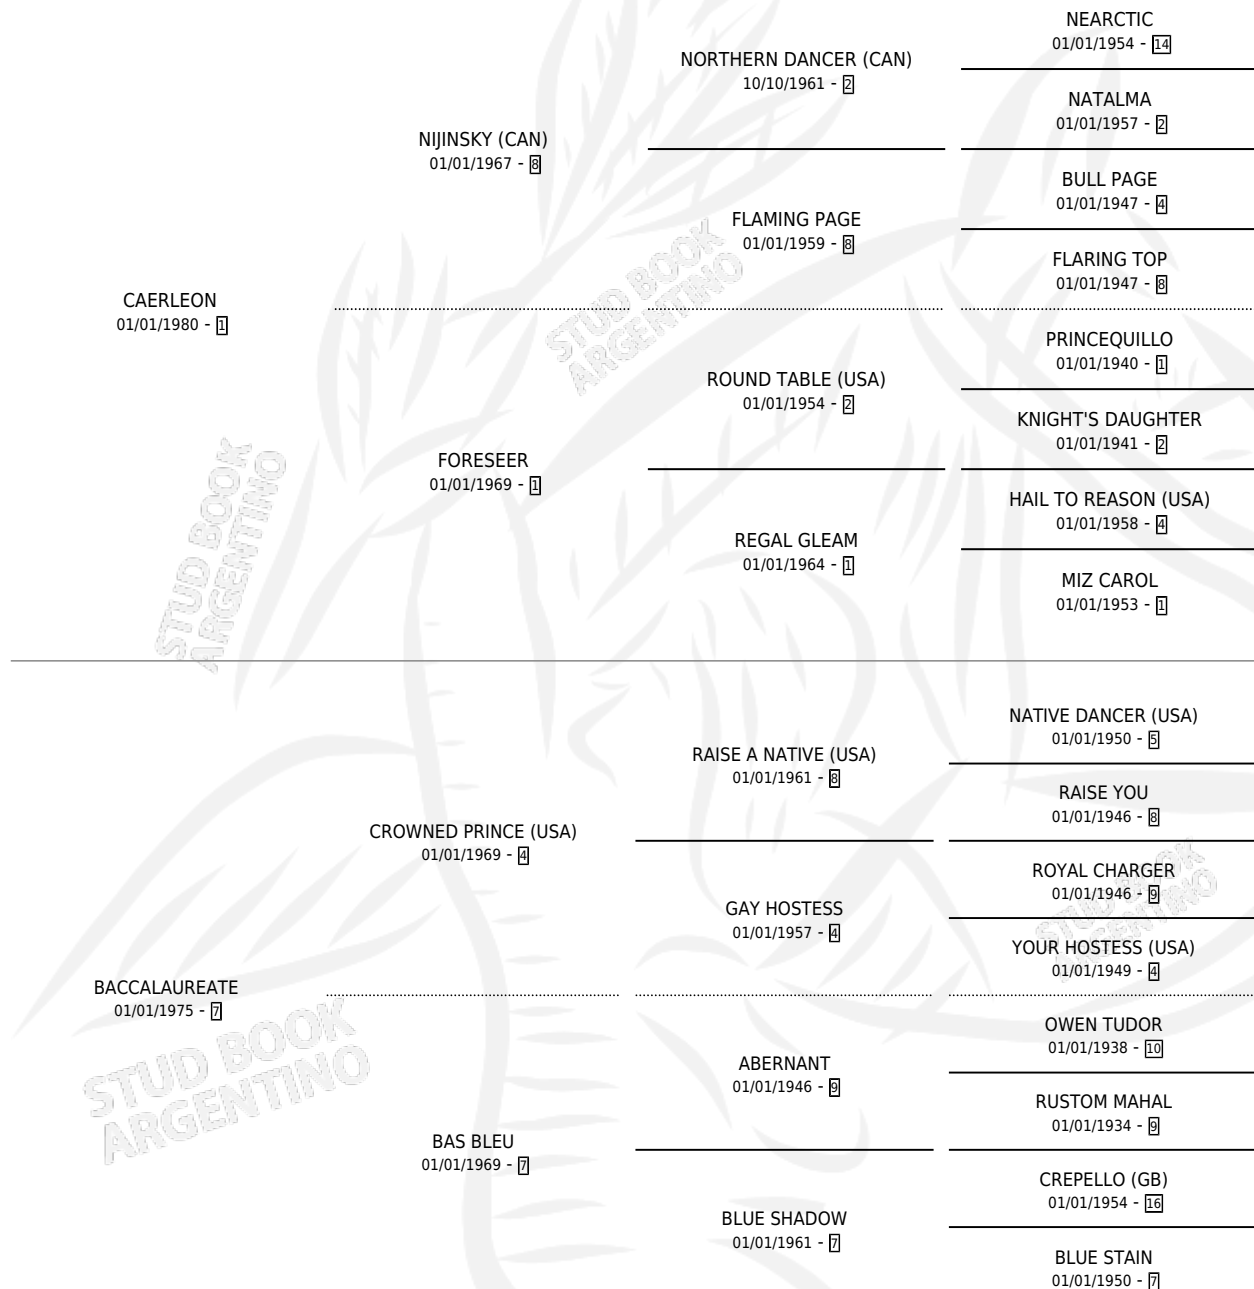 NEARCTIC
01/01/1954 - 14
NORTHERN DANCER (CAN)
10/10/1961 - 2
NATALMA
01/01/1957 - 2
NIJINSKY (CAN)
01/01/1967 - 8
BULL PAGE
01/01/1947 - 4
FLAMING PAGE
01/01/1959 - 8
FLARING TOP
01/01/1947 - 8
CAERLEON
01/01/1980 - 1
PRINCEQUILLO
01/01/1940 - 1
ROUND TABLE (USA)
01/01/1954 - 2
KNIGHT'S DAUGHTER
01/01/1941 - 2
FORESEER
01/01/1969 - 1
HAIL TO REASON (USA)
01/01/1958 - 4
REGAL GLEAM
01/01/1964 - 1
MIZ CAROL
01/01/1953 - 1
NATIVE DANCER (USA)
01/01/1950 - 5
RAISE A NATIVE (USA)
01/01/1961 - 8
RAISE YOU
01/01/1946 - 8
CROWNED PRINCE (USA)
01/01/1969 - 4
ROYAL CHARGER
01/01/1946 - 9
GAY HOSTESS
01/01/1957 - 4
YOUR HOSTESS (USA)
01/01/1949 - 4
BACCALAUREATE
01/01/1975 - 7
OWEN TUDOR
01/01/1938 - 10
ABERNANT
01/01/1946 - 9
RUSTOM MAHAL
01/01/1934 - 9
BAS BLEU
01/01/1969 - 7
CREPELLO (GB)
01/01/1954 - 16
BLUE SHADOW
01/01/1961 - 7
BLUE STAIN
01/01/1950 - 7
STUD BOOK
ARGENTINO
STUD BOOK
ARGENTINO
STUD BOOK
ARGENTINO
STUD BOOK
ARGENTINO